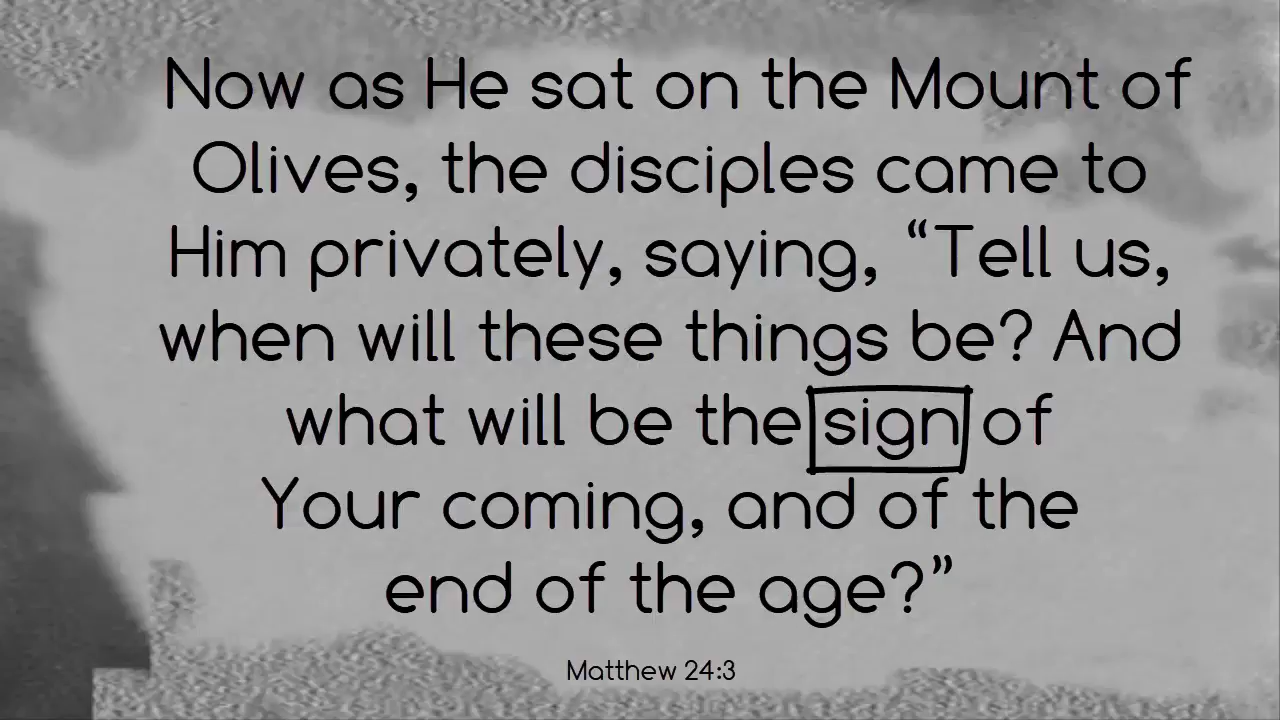 Now as He sat on the Mount of
Olives, the disciples came to
Him privately, saying, “Tell us,
when will these things be? And
what will be the sign of
Your coming, and of the
end of the age?”
Matthew 24:3